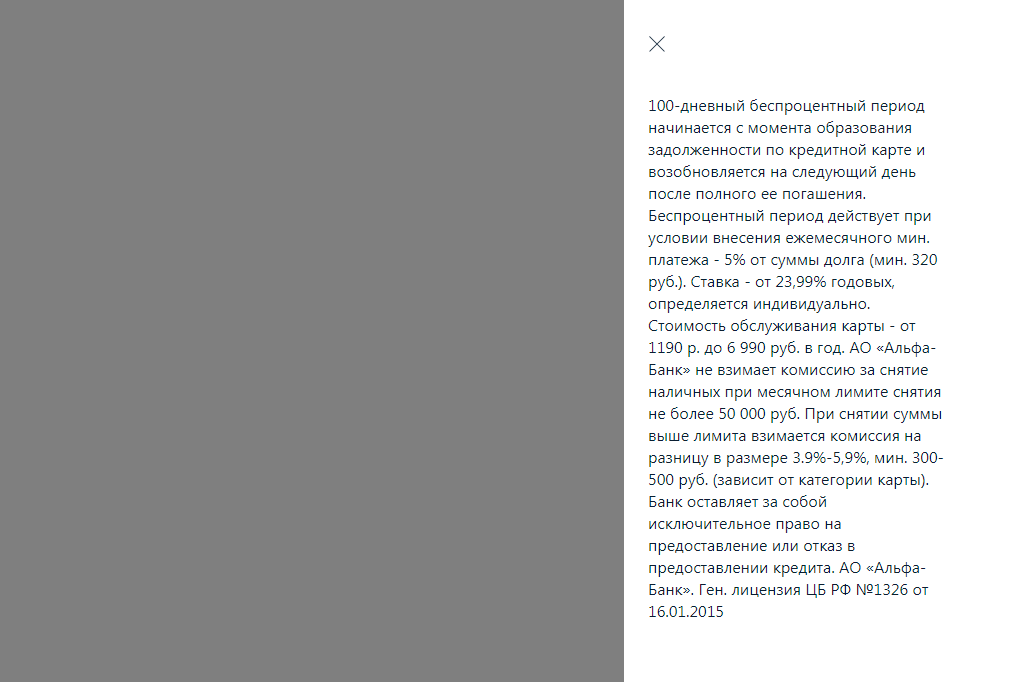 100-дневный беспроцентный период
начинается с момента образования
задолженности по кредитной карте и
возобновляется на следующий день
после полного ее погашения.
Беспроцентный период действует при
условии внесения ежемесячного мин.
платежа - 5% от суммы долга (мин. 320
руб.). Ставка - от 23,99% годовых,
определяется индивидуально.
Стоимость обслуживания карты - от
1190 р. до 6 990 руб. в год. АО «Альфа-
Банк» не взимает комиссию за снятие
наличных при месячном лимите снятия
не более 50 000 руб. При снятии суммы
выше лимита взимается комиссия на
разницу в размере 3.9%-5,9%, мин. 300-
500 руб. (зависит от категории карты).
Банк оставляет за собой
исключительное право на
предоставление или отказ в
предоставлении кредита. АО «Альфа-
Банк». Ген. лицензия ЦБ РФ №1326 от
16.01.2015